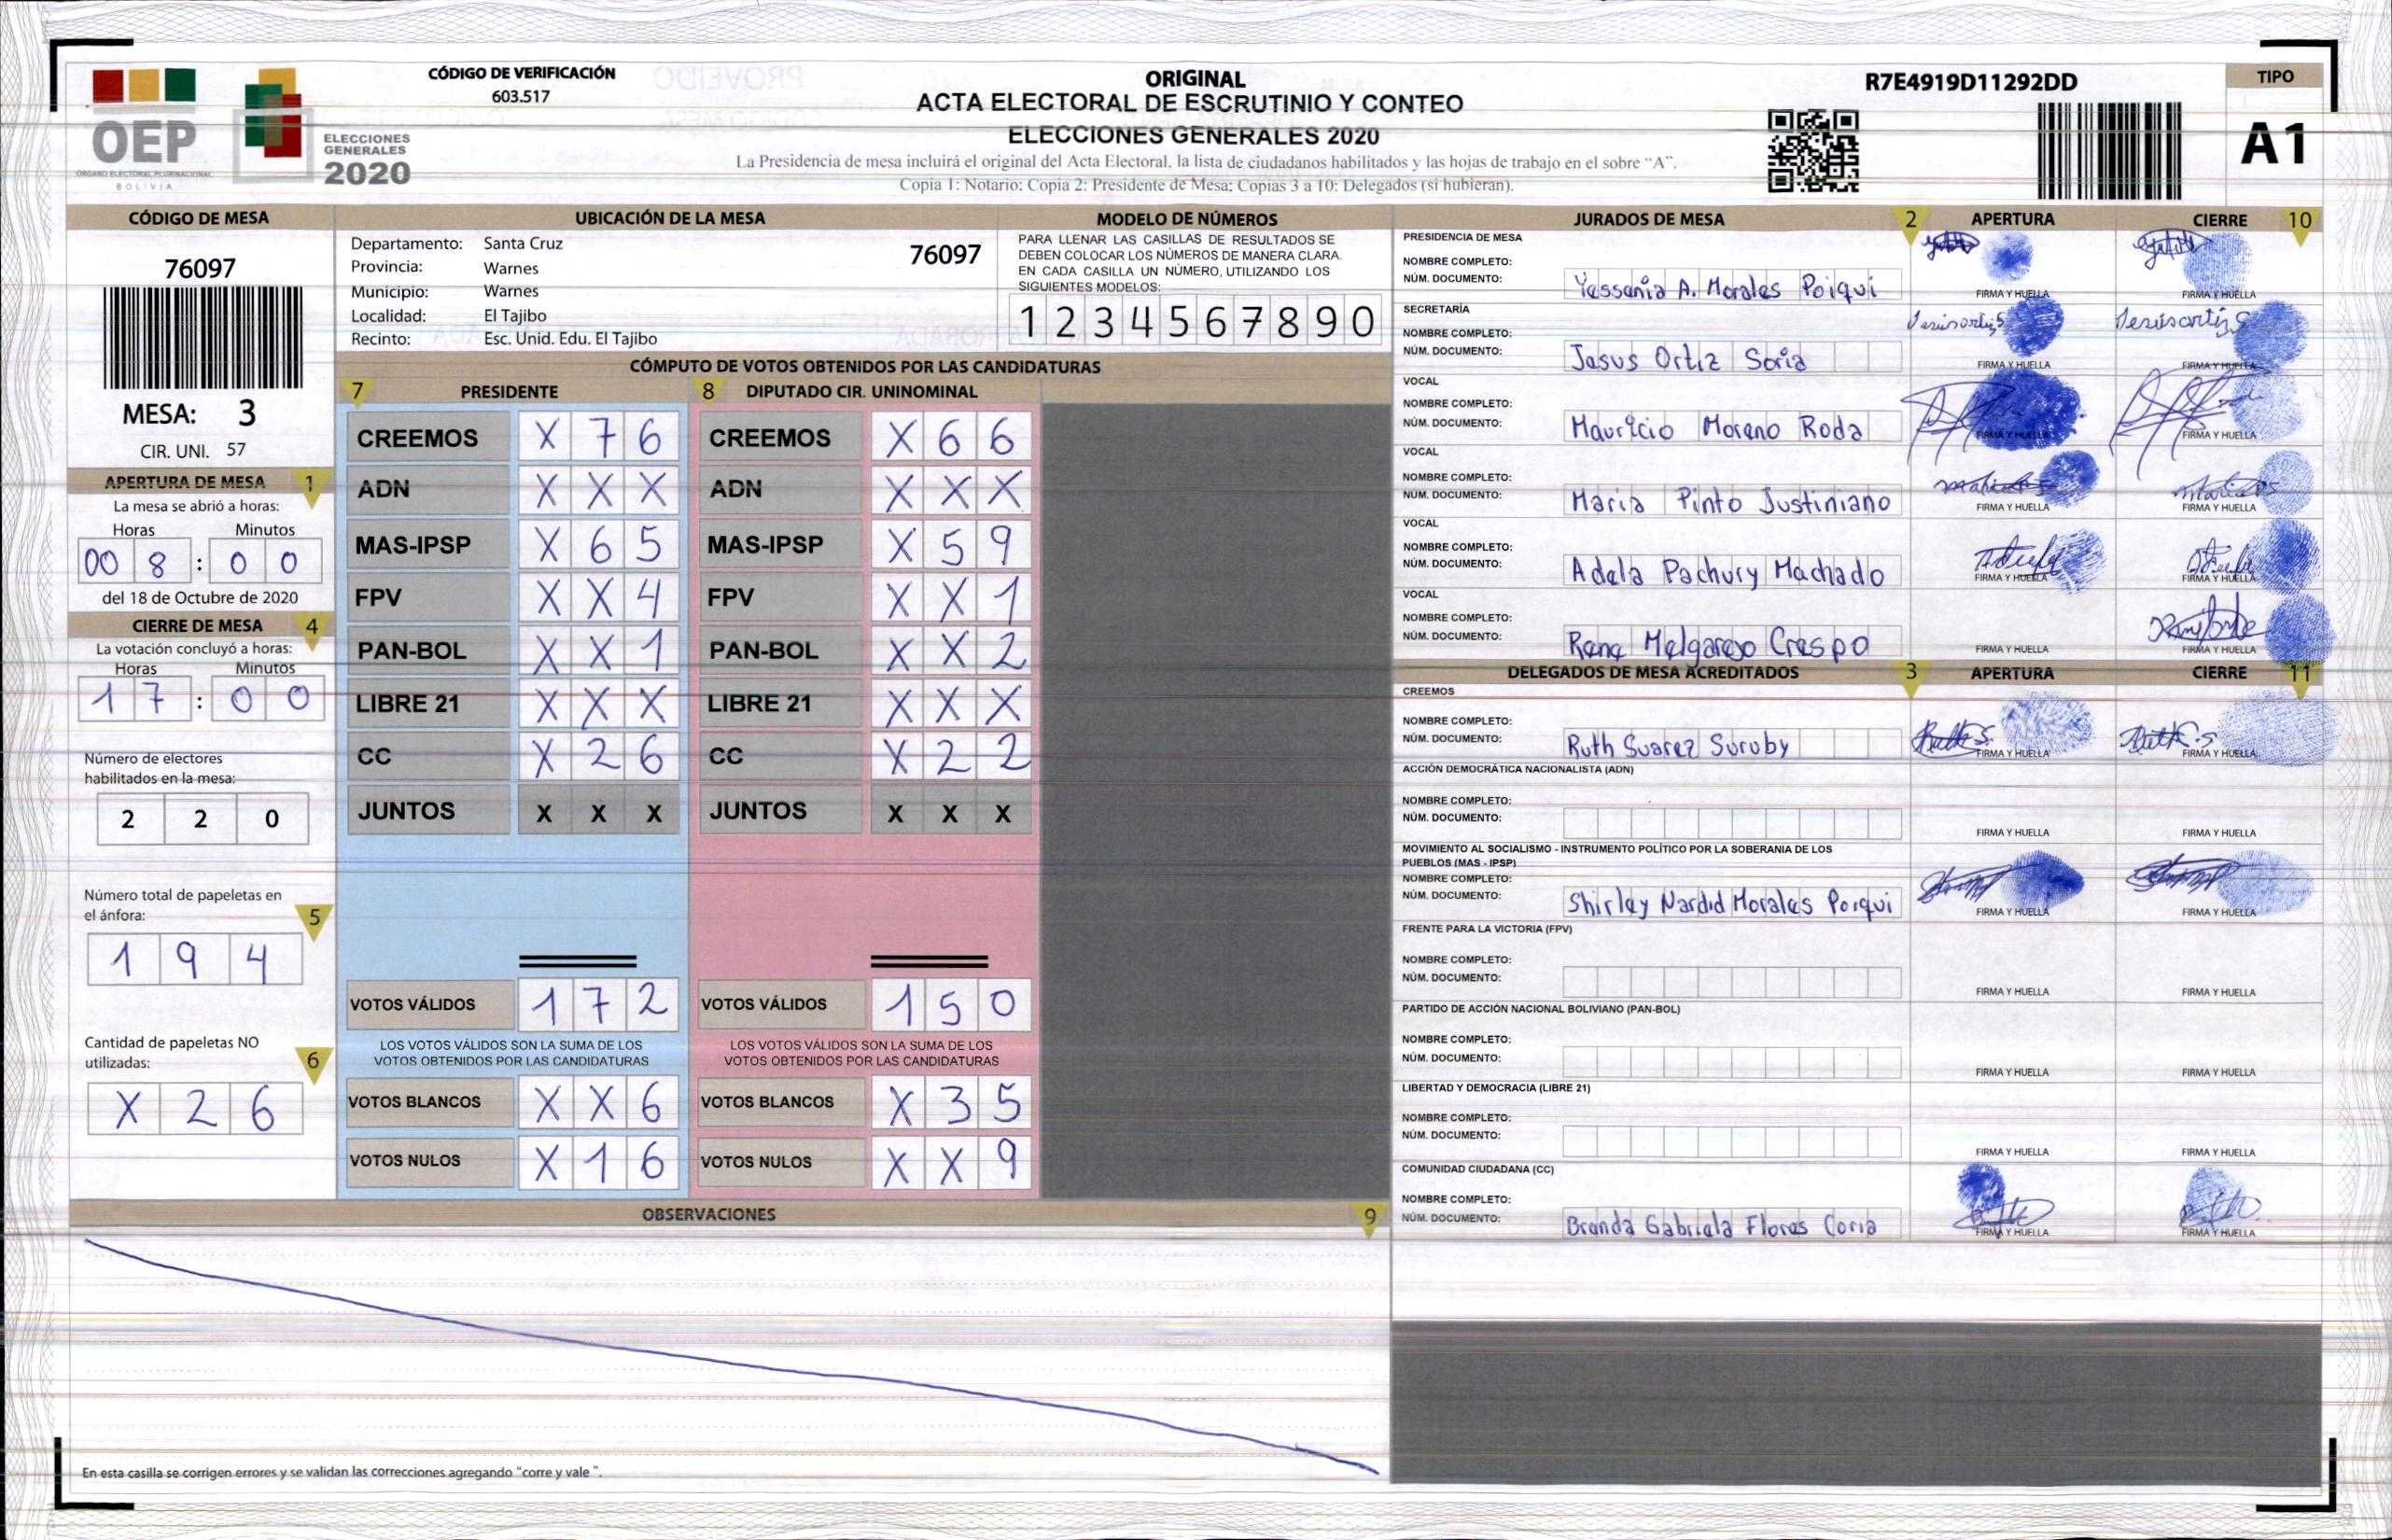 CÓDIGO DE VERIFICACIÓN
603.517
OEP
ÓRGANO ELECTORAL PLURINACIONAL
BOLIVIA
ELECCIONES
GENERALES
2020
ORIGINAL
ACTA ELECTORAL DE ESCRUTINIO Y CONTEO
ELECCIONES GENERALES 2020
La Presidencia de mesa incluirá el original del Acta Electoral, la lista de ciudadanos habilitados y las hojas de trabajo en el sobre "A".
Copia 1: Notario; Copia 2: Presidente de Mesa; Copias 3 a 10: Delegados (si hubieran).
R7E4919D11292DD
TIPO
A1
CÓDIGO DE MESA
76097
MESA: 3
CIR. UNI. 57
APERTURA DE MESA 1
La mesa se abrió a horas:
Horas Minutos
00 8 : 0 0
del 18 de Octubre de 2020
CIERRE DE MESA 4
La votación concluyó a horas:
Horas Minutos
1 7 : 0 0
Número de electores
habilitados en la mesa:
2 2 0
Número total de papeletas en
el ánfora: 5
1 9 4
Cantidad de papeletas NO
utilizadas: 6
X 2 6
UBICACIÓN DE LA MESA
Departamento: Santa Cruz 76097
Provincia: Warnes
Municipio: Warnes
Localidad: El Tajibo
Recinto: Esc. Unid. Edu. El Tajibo
MODELO DE NÚMEROS
PARA LLENAR LAS CASILLAS DE RESULTADOS SE
DEBEN COLOCAR LOS NÚMEROS DE MANERA CLARA.
EN CADA CASILLA UN NÚMERO, UTILIZANDO LOS
SIGUIENTES MODELOS:
1 2 3 4 5 6 7 8 9 0
CÓMPUTO DE VOTOS OBTENIDOS POR LAS CANDIDATURAS
7 PRESIDENTE 8 DIPUTADO CIR. UNINOMINAL
CREEMOS X 7 6 CREEMOS X 6 6
ADN X X X ADN X X X
MAS-IPSP X 6 5 MAS-IPSP X 5 9
FPV X X 4 FPV X X 1
PAN-BOL X X 1 PAN-BOL X X 2
LIBRE 21 X X X LIBRE 21 X X X
CC X 2 6 CC X 2 2
JUNTOS X X X JUNTOS X X X
VOTOS VÁLIDOS 1 7 2 VOTOS VÁLIDOS 1 5 0
LOS VOTOS VÁLIDOS SON LA SUMA DE LOS LOS VOTOS VÁLIDOS SON LA SUMA DE LOS
VOTOS OBTENIDOS POR LAS CANDIDATURAS VOTOS OBTENIDOS POR LAS CANDIDATURAS
VOTOS BLANCOS X X 6 VOTOS BLANCOS X 3 5
VOTOS NULOS X 1 6 VOTOS NULOS X X 9
OBSERVACIONES 9
En esta casilla se corrigen errores y se validan las correcciones agregando "corre y vale ".
JURADOS DE MESA 2 APERTURA CIERRE 10
PRESIDENCIA DE MESA
NOMBRE COMPLETO:
NÚM. DOCUMENTO: Yessenia A. Morales Poiqui
FIRMA Y HUELLA FIRMA Y HUELLA
SECRETARÍA
NOMBRE COMPLETO:
NÚM. DOCUMENTO: Jesus Ortiz Soria
FIRMA Y HUELLA FIRMA Y HUELLA
VOCAL
NOMBRE COMPLETO:
NÚM. DOCUMENTO: Mauricio Moreno Roda
FIRMA Y HUELLA FIRMA Y HUELLA
VOCAL
NOMBRE COMPLETO:
NÚM. DOCUMENTO: Maria Pinto Justiniano
FIRMA Y HUELLA FIRMA Y HUELLA
VOCAL
NOMBRE COMPLETO:
NÚM. DOCUMENTO: Adela Pachury Machado
FIRMA Y HUELLA FIRMA Y HUELLA
VOCAL
NOMBRE COMPLETO:
NÚM. DOCUMENTO: Rene Melgarejo Crespo
FIRMA Y HUELLA FIRMA Y HUELLA
DELEGADOS DE MESA ACREDITADOS 3 APERTURA CIERRE 11
CREEMOS
NOMBRE COMPLETO:
NÚM. DOCUMENTO: Ruth Suarez Suruby
FIRMA Y HUELLA FIRMA Y HUELLA
ACCIÓN DEMOCRÁTICA NACIONALISTA (ADN)
NOMBRE COMPLETO:
NÚM. DOCUMENTO:
FIRMA Y HUELLA FIRMA Y HUELLA
MOVIMIENTO AL SOCIALISMO - INSTRUMENTO POLÍTICO POR LA SOBERANIA DE LOS
PUEBLOS (MAS - IPSP)
NOMBRE COMPLETO:
NÚM. DOCUMENTO: Shirley Nardid Morales Poiqui
FIRMA Y HUELLA FIRMA Y HUELLA
FRENTE PARA LA VICTORIA (FPV)
NOMBRE COMPLETO:
NÚM. DOCUMENTO:
FIRMA Y HUELLA FIRMA Y HUELLA
PARTIDO DE ACCIÓN NACIONAL BOLIVIANO (PAN-BOL)
NOMBRE COMPLETO:
NÚM. DOCUMENTO:
FIRMA Y HUELLA FIRMA Y HUELLA
LIBERTAD Y DEMOCRACIA (LIBRE 21)
NOMBRE COMPLETO:
NÚM. DOCUMENTO:
FIRMA Y HUELLA FIRMA Y HUELLA
COMUNIDAD CIUDADANA (CC)
NOMBRE COMPLETO:
NÚM. DOCUMENTO: Brenda Gabriela Flores Coria
FIRMA Y HUELLA FIRMA Y HUELLA